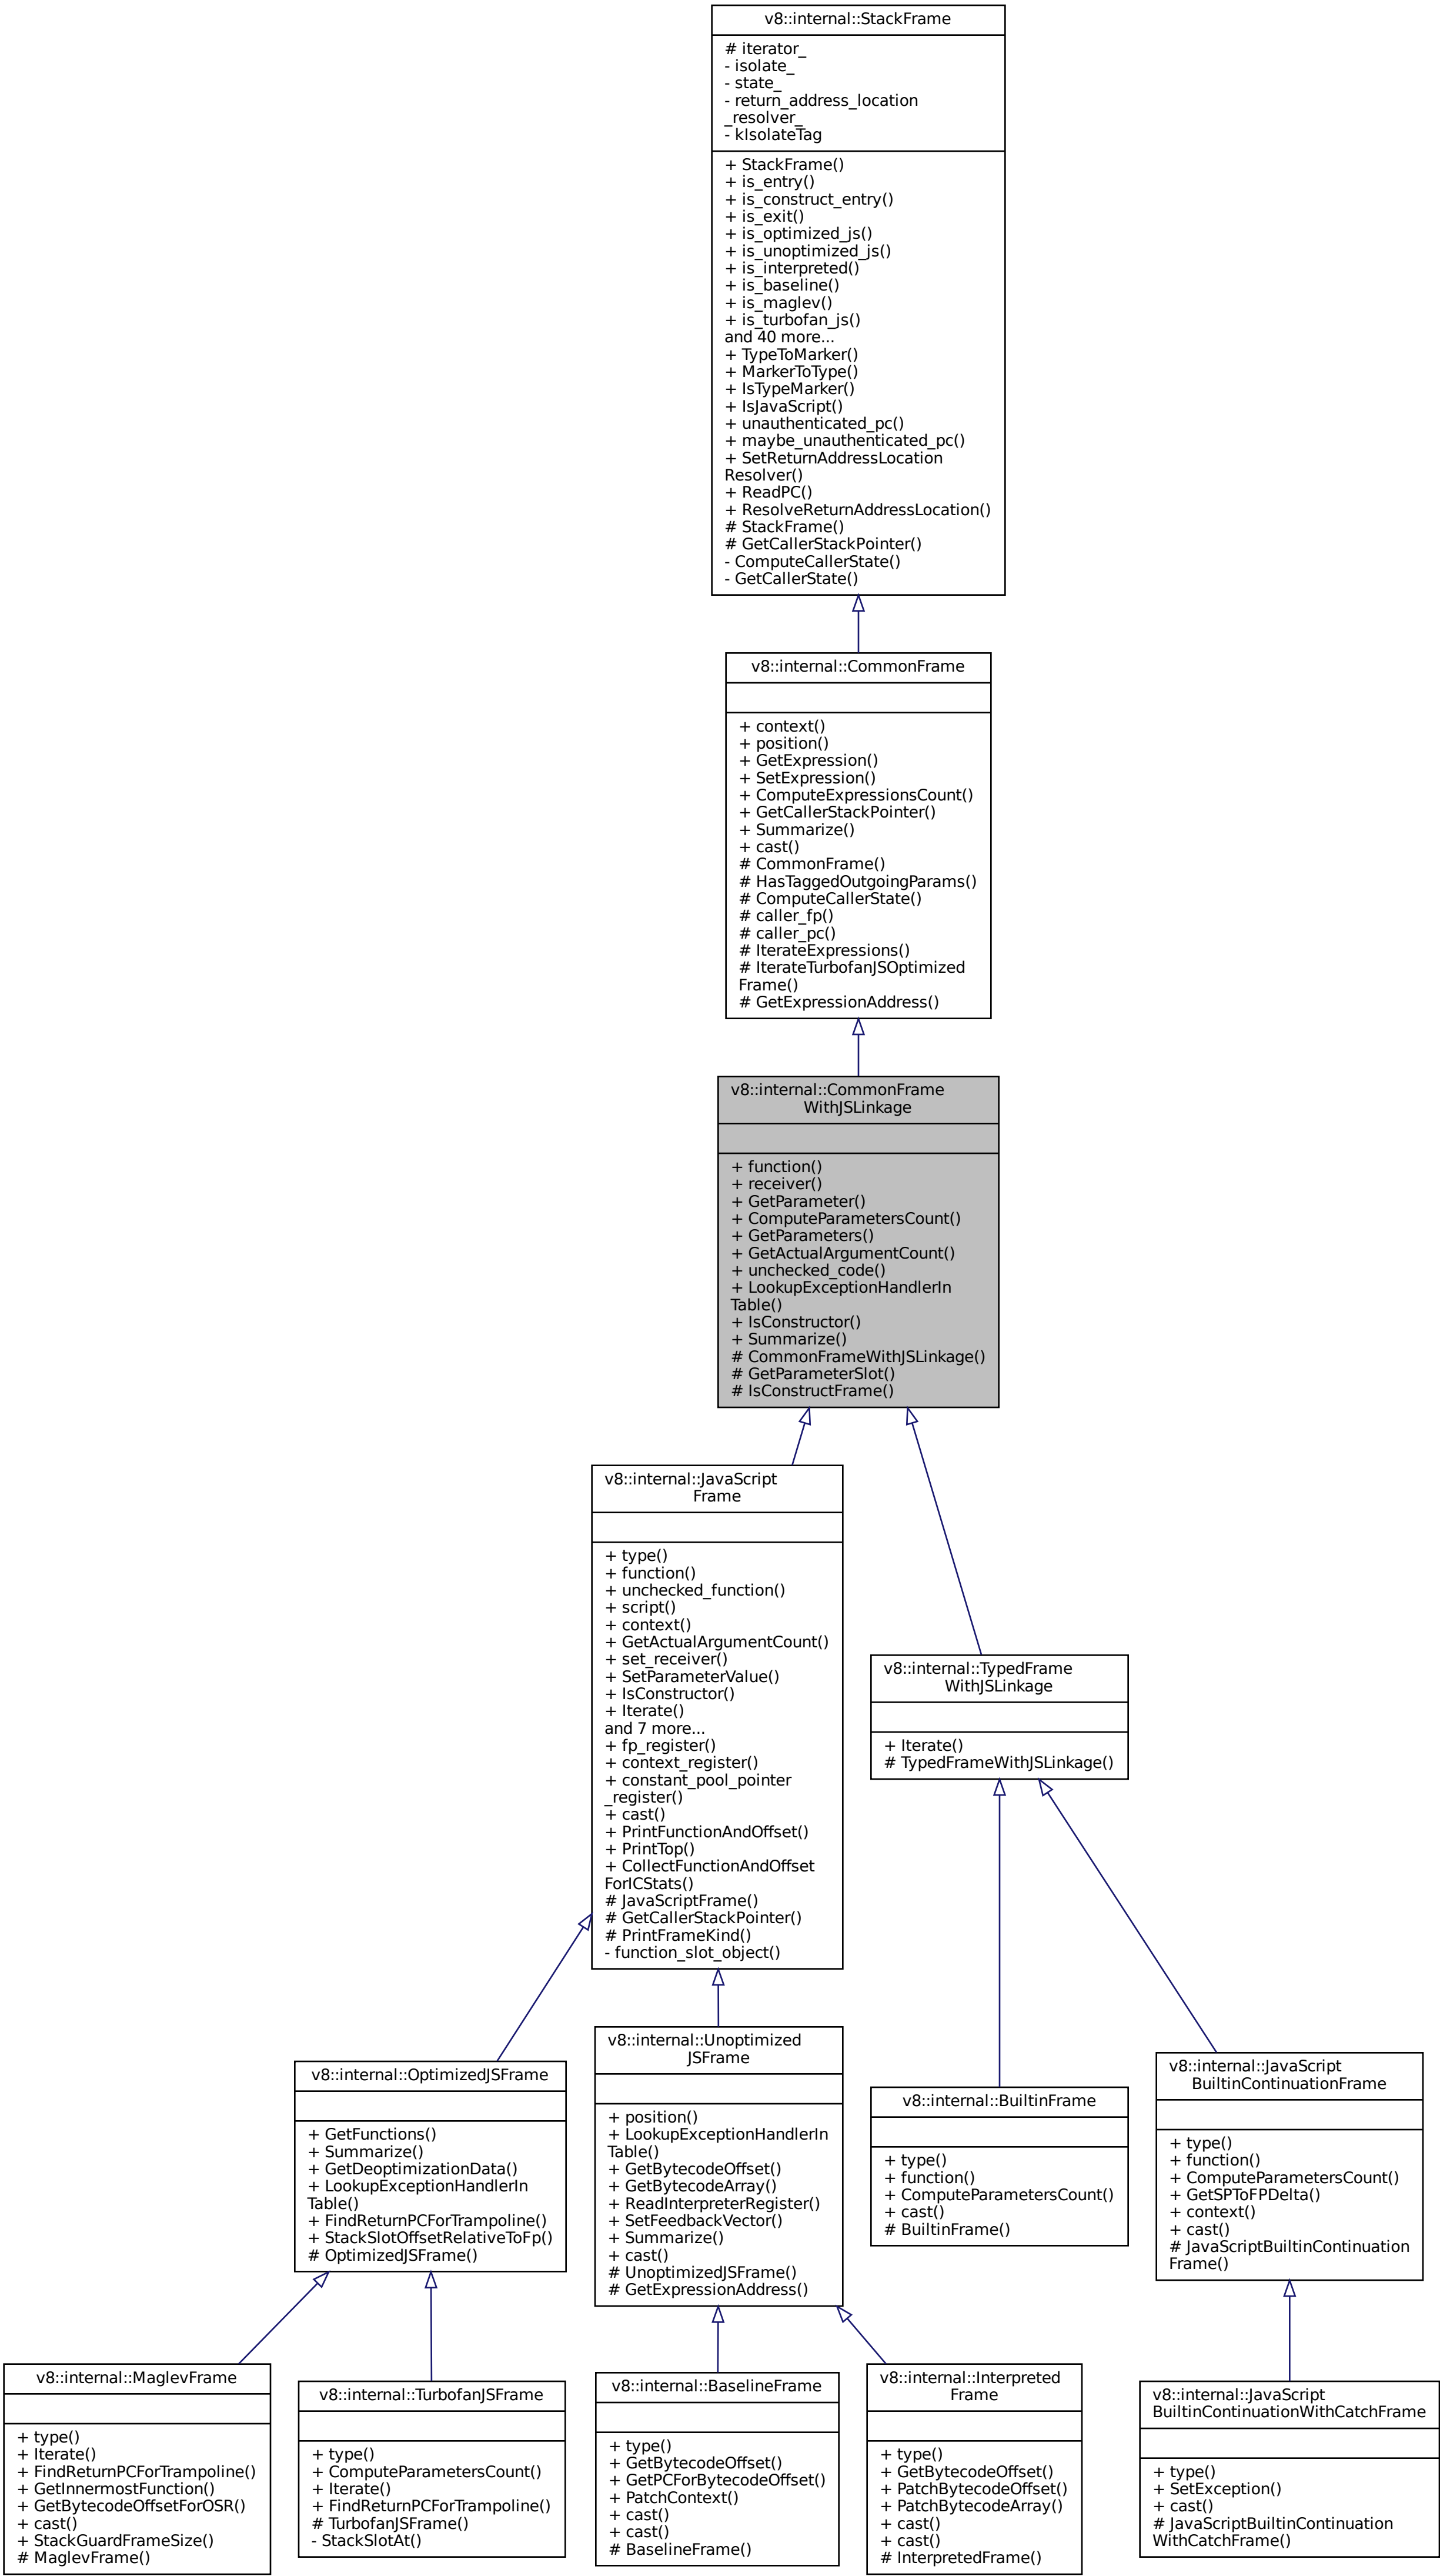 v8::internal::StackFrame
# iterator_
- isolate_
- state_
- return_address_location
_resolver_
- kIsolateTag
+ StackFrame()
+ is_entry()
+ is_construct_entry()
+ is_exit()
+ is_optimized_js()
+ is_unoptimized_js()
+ is_interpreted()
+ is_baseline()
+ is_maglev()
+ is_turbofan_js()
and 40 more...
+ TypeToMarker()
+ MarkerToType()
+ IsTypeMarker()
+ IsJavaScript()
+ unauthenticated_pc()
+ maybe_unauthenticated_pc()
+ SetReturnAddressLocation
Resolver()
+ ReadPC()
+ ResolveReturnAddressLocation()
# StackFrame()
# GetCallerStackPointer()
- ComputeCallerState()
- GetCallerState()
v8::internal::CommonFrame
+ context()
+ position()
+ GetExpression()
+ SetExpression()
+ ComputeExpressionsCount()
+ GetCallerStackPointer()
+ Summarize()
+ cast()
# CommonFrame()
# HasTaggedOutgoingParams()
# ComputeCallerState()
# caller_fp()
# caller_pc()
# IterateExpressions()
# IterateTurbofanJSOptimized
Frame()
# GetExpressionAddress()
v8::internal::CommonFrame
WithJSLinkage
+ function()
+ receiver()
+ GetParameter()
+ ComputeParametersCount()
+ GetParameters()
+ GetActualArgumentCount()
+ unchecked_code()
+ LookupExceptionHandlerIn
Table()
+ IsConstructor()
+ Summarize()
# CommonFrameWithJSLinkage()
# GetParameterSlot()
# IsConstructFrame()
v8::internal::JavaScript
Frame
+ type()
+ function()
+ unchecked_function()
+ script()
+ context()
+ GetActualArgumentCount()
+ set_receiver()
+ SetParameterValue()
+ IsConstructor()
+ Iterate()
and 7 more...
+ fp_register()
+ context_register()
+ constant_pool_pointer
_register()
+ cast()
+ PrintFunctionAndOffset()
+ PrintTop()
+ CollectFunctionAndOffset
ForICStats()
# JavaScriptFrame()
# GetCallerStackPointer()
# PrintFrameKind()
- function_slot_object()
v8::internal::TypedFrame
WithJSLinkage
+ Iterate()
# TypedFrameWithJSLinkage()
v8::internal::OptimizedJSFrame
+ GetFunctions()
+ Summarize()
+ GetDeoptimizationData()
+ LookupExceptionHandlerIn
Table()
+ FindReturnPCForTrampoline()
+ StackSlotOffsetRelativeToFp()
# OptimizedJSFrame()
v8::internal::Unoptimized
JSFrame
+ position()
+ LookupExceptionHandlerIn
Table()
+ GetBytecodeOffset()
+ GetBytecodeArray()
+ ReadInterpreterRegister()
+ SetFeedbackVector()
+ Summarize()
+ cast()
# UnoptimizedJSFrame()
# GetExpressionAddress()
v8::internal::BuiltinFrame
+ type()
+ function()
+ ComputeParametersCount()
+ cast()
# BuiltinFrame()
v8::internal::JavaScript
BuiltinContinuationFrame
+ type()
+ function()
+ ComputeParametersCount()
+ GetSPToFPDelta()
+ context()
+ cast()
# JavaScriptBuiltinContinuation
Frame()
v8::internal::MaglevFrame
+ type()
+ Iterate()
+ FindReturnPCForTrampoline()
+ GetInnermostFunction()
+ GetBytecodeOffsetForOSR()
+ cast()
+ StackGuardFrameSize()
# MaglevFrame()
v8::internal::TurbofanJSFrame
+ type()
+ ComputeParametersCount()
+ Iterate()
+ FindReturnPCForTrampoline()
# TurbofanJSFrame()
- StackSlotAt()
v8::internal::BaselineFrame
+ type()
+ GetBytecodeOffset()
+ GetPCForBytecodeOffset()
+ PatchContext()
+ cast()
+ cast()
# BaselineFrame()
v8::internal::Interpreted
Frame
+ type()
+ GetBytecodeOffset()
+ PatchBytecodeOffset()
+ PatchBytecodeArray()
+ cast()
+ cast()
# InterpretedFrame()
v8::internal::JavaScript
BuiltinContinuationWithCatchFrame
+ type()
+ SetException()
+ cast()
# JavaScriptBuiltinContinuation
WithCatchFrame()